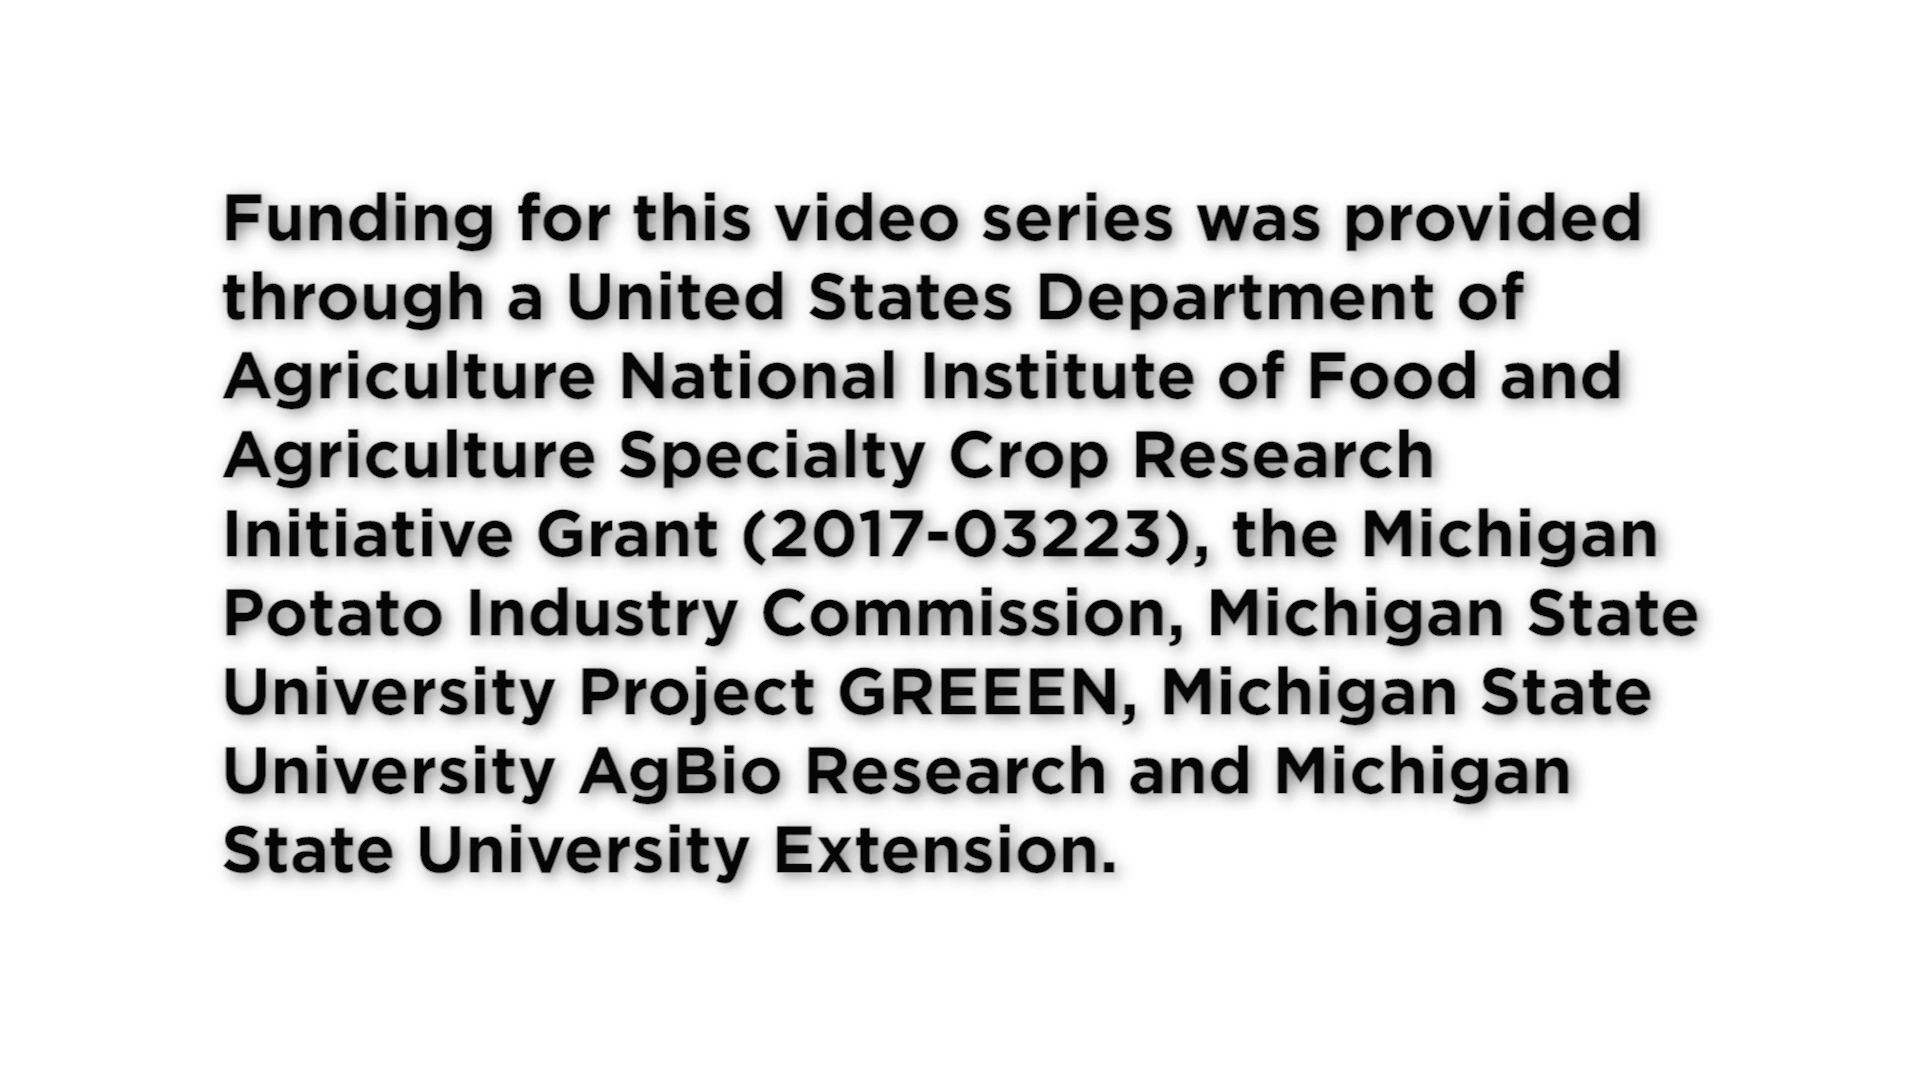 Funding for this video series was provided
through a United States Department of
Agriculture National Institute of Food and
Agriculture Specialty Crop Research
Initiative Grant (2017-03223), the Michigan
Potato Industry Commission, Michigan State
University Project GREEEN, Michigan State
University AgBio Research and Michigan
State University Extension.